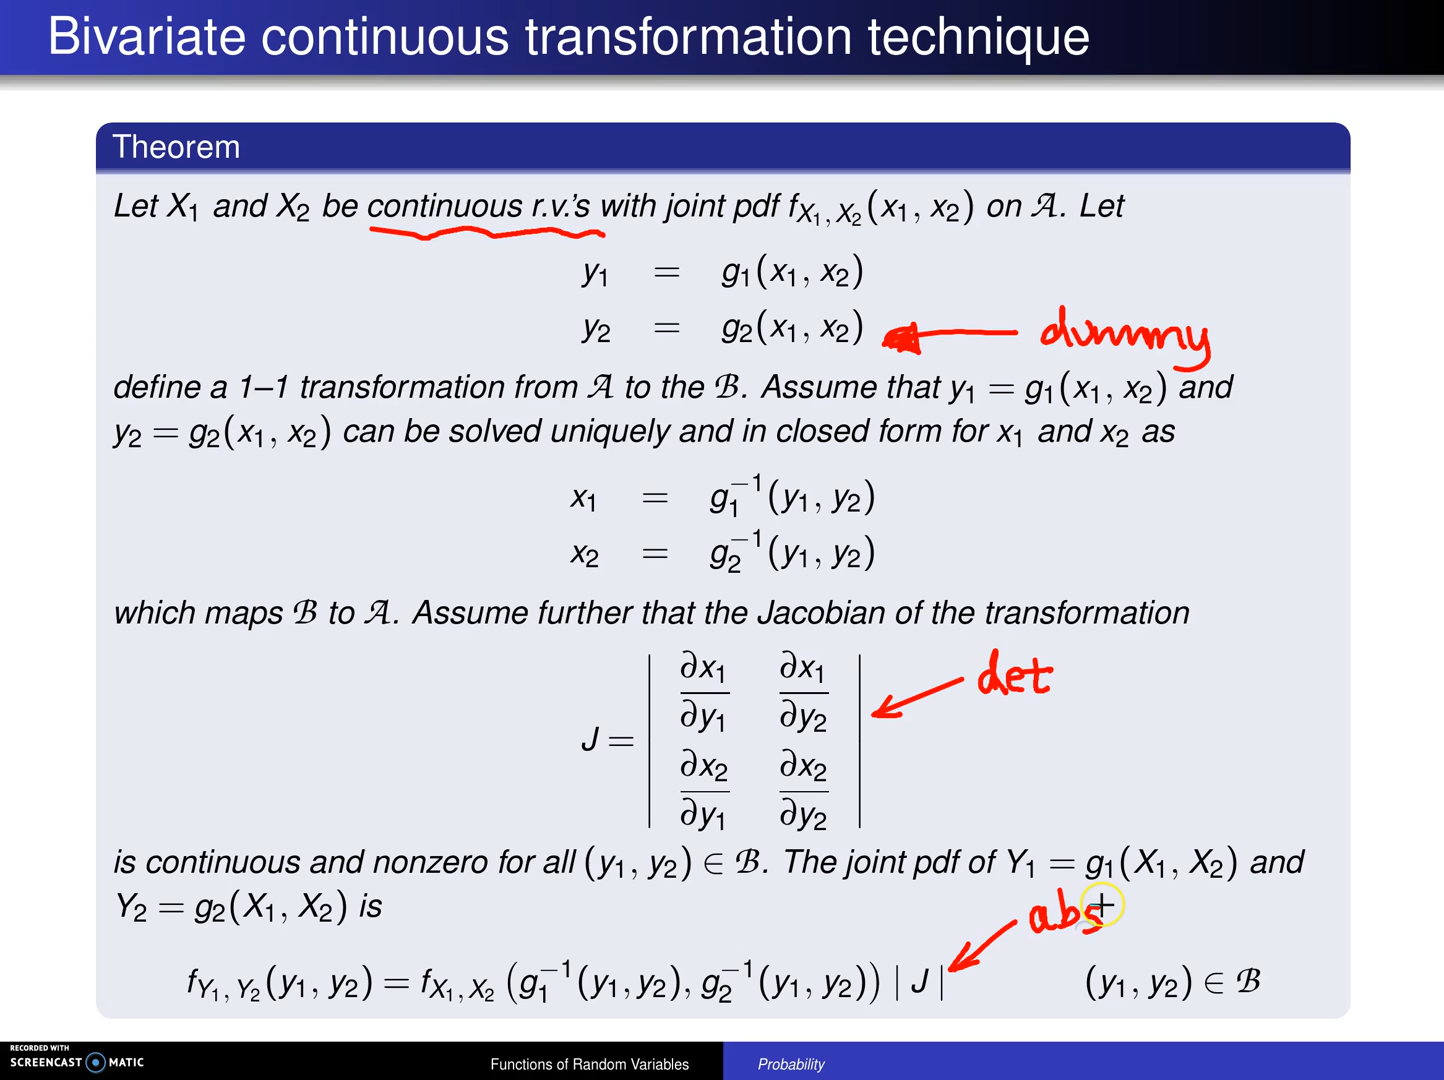 Bivariate continuous transformation technique
Theorem
Let X₁ and X₂ be continuous r.v.'s with joint pdf f_{X₁, X₂}(x₁, x₂) on 𝒜. Let
y₁ = g₁(x₁, x₂)
y₂ = g₂(x₁, x₂) dummy
define a 1–1 transformation from 𝒜 to the ℬ. Assume that y₁ = g₁(x₁, x₂) and
y₂ = g₂(x₁, x₂) can be solved uniquely and in closed form for x₁ and x₂ as
x₁ = g₁⁻¹(y₁, y₂)
x₂ = g₂⁻¹(y₁, y₂)
which maps ℬ to 𝒜. Assume further that the Jacobian of the transformation
J = | ∂x₁/∂y₁ ∂x₁/∂y₂ | det
| ∂x₂/∂y₁ ∂x₂/∂y₂ |
is continuous and nonzero for all (y₁, y₂) ∈ ℬ. The joint pdf of Y₁ = g₁(X₁, X₂) and
Y₂ = g₂(X₁, X₂) is abs
f_{Y₁, Y₂}(y₁, y₂) = f_{X₁, X₂} (g₁⁻¹(y₁, y₂), g₂⁻¹(y₁, y₂)) | J | (y₁, y₂) ∈ ℬ
RECORDED WITH
SCREENCAST MATIC
Functions of Random Variables Probability